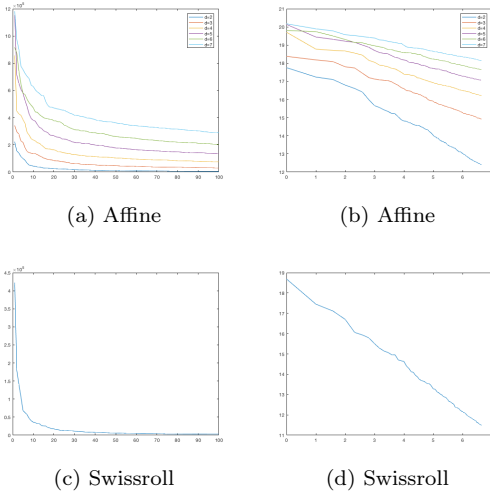 ×10⁴
12
10
8
6
4
2
0
0 10 20 30 40 50 60 70 80 90 100
d=2
d=3
d=4
d=5
d=6
d=7
21
20
19
18
17
16
15
14
13
12
0 1 2 3 4 5 6
d=2
d=3
d=4
d=5
d=6
d=7
(a) Affine
(b) Affine
×10⁴
4.5
4
3.5
3
2.5
2
1.5
1
0.5
0
0 10 20 30 40 50 60 70 80 90 100
19
18
17
16
15
14
13
12
11
0 1 2 3 4 5 6
(c) Swissroll
(d) Swissroll